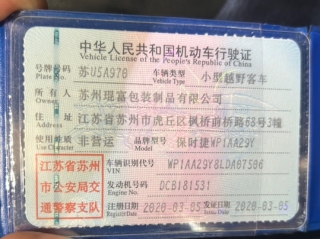 中华人民共和国机动车行驶证
Vehicle License of the People's Republic of China
号牌号码 苏U5A970 车辆类型 小型越野客车
Plate No. Vehicle Type
所有人 苏州琨富包装制品有限公司
Owner
住址 江苏省苏州市虎丘区枫桥前桥路63号3幢
Address
使用性质 非营运 品牌型号 保时捷WP1AA29Y
Use Character Model
江苏省苏州市公安局交通警察支队
车辆识别代号 WP1AA29Y8LDA07586
VIN
发动机号码 DCB181531
Engine No.
注册日期 2020-03-05 发证日期 2020-03-05
Register Date Issue Date